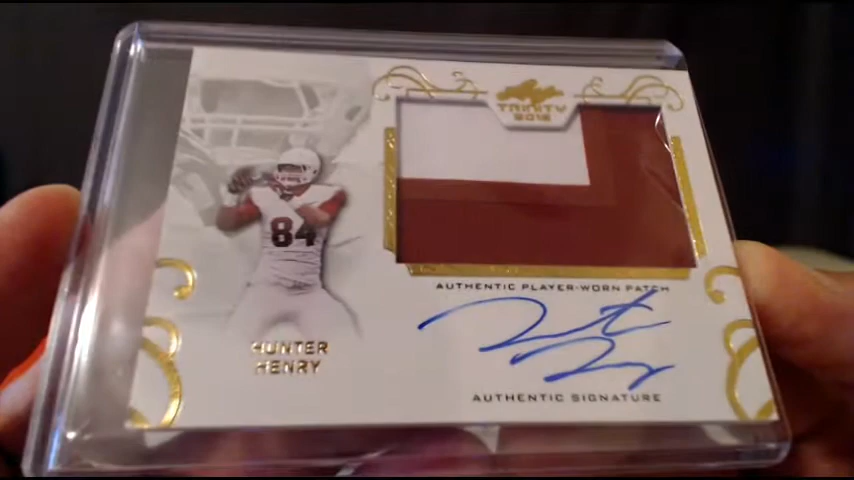 TRINITY
2016
84
AUTHENTIC PLAYER-WORN PATCH
HUNTER
HENRY
AUTHENTIC SIGNATURE